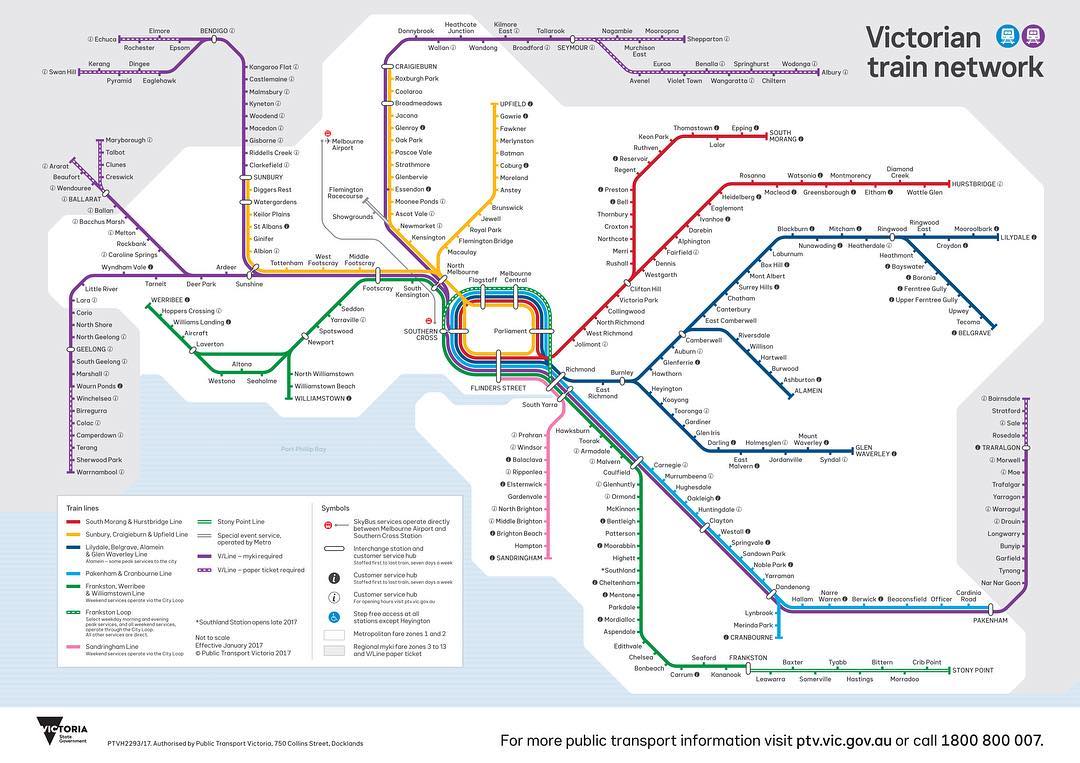 Victorian
train network
Echuca
Elmore
Rochester
Epsom
BENDIGO
Swan Hill
Kerang
Dingee
Pyramid
Eaglehawk
Kangaroo Flat
Castlemaine
Malmsbury
Kyneton
Woodend
Macedon
Gisborne
Riddells Creek
Clarkefield
SUNBURY
Diggers Rest
Watergardens
Keilor Plains
St Albans
Ginifer
Albion
Sunshine
Donnybrook
Heathcote
Junction
Kilmore
East
Tallarook
Nagambie
Mooroopna
Shepparton
Wallan
Wandong
Broadford
SEYMOUR
Murchison
East
Euroa
Benalla
Springhurst
Wodonga
Albury
Avenel
Violet Town
Wangaratta
Chiltern
CRAIGIEBURN
Roxburgh Park
Coolaroo
Broadmeadows
Jacana
Glenroy
Oak Park
Pascoe Vale
Strathmore
Glenbervie
Essendon
Moonee Ponds
Ascot Vale
Newmarket
Kensington
UPFIELD
Gowrie
Fawkner
Merlynston
Batman
Coburg
Moreland
Anstey
Brunswick
Jewell
Royal Park
Flemington Bridge
Macaulay
North
Melbourne
Melbourne
Airport
Flemington
Racecourse
Showgrounds
Maryborough
Talbot
Clunes
Creswick
Ararat
Beaufort
Wendouree
BALLARAT
Ballan
Bacchus Marsh
Melton
Rockbank
Caroline Springs
Ardeer
Deer Park
Wyndham Vale
Tarneit
Little River
Lara
Corio
North Shore
North Geelong
GEELONG
South Geelong
Marshall
Waurn Ponds
Winchelsea
Birregurra
Colac
Camperdown
Terang
Sherwood Park
Warrnambool
Tottenham
West
Footscray
Middle
Footscray
Footscray
South
Kensington
WERRIBEE
Hoppers Crossing
Williams Landing
Aircraft
Laverton
Altona
Westona
Seaholme
Seddon
Yarraville
Spotswood
Newport
North Williamstown
Williamstown Beach
WILLIAMSTOWN
SOUTHERN
CROSS
Flagstaff
Melbourne
Central
Parliament
FLINDERS STREET
Keon Park
Thomastown
Epping
SOUTH
MORANG
Lalor
Ruthven
Reservoir
Regent
Preston
Bell
Thornbury
Croxton
Northcote
Merri
Rushall
Rosanna
Watsonia
Montmorency
Diamond
Creek
HURSTBRIDGE
Macleod
Greensborough
Eltham
Wattle Glen
Heidelberg
Eaglemont
Ivanhoe
Darebin
Alphington
Fairfield
Dennis
Westgarth
Clifton Hill
Victoria Park
Collingwood
North Richmond
West Richmond
Jolimont
Blackburn
Mitcham
Ringwood
Ringwood
East
Mooroolbark
LILYDALE
Nunawading
Heatherdale
Croydon
Laburnum
Box Hill
Mont Albert
Surrey Hills
Chatham
Canterbury
East Camberwell
Camberwell
Auburn
Glenferrie
Hawthorn
Heathmont
Bayswater
Boronia
Ferntree Gully
Upper Ferntree Gully
Upwey
Tecoma
BELGRAVE
Riversdale
Willison
Hartwell
Burwood
Ashburton
ALAMEIN
Richmond
Burnley
East
Richmond
Heyington
Kooyong
Tooronga
Gardiner
Glen Iris
Darling
Holmesglen
Mount
Waverley
GLEN
WAVERLEY
East
Malvern
Jordanville
Syndal
South Yarra
Prahran
Windsor
Balaclava
Ripponlea
Elsternwick
Gardenvale
North Brighton
Middle Brighton
Brighton Beach
Hampton
SANDRINGHAM
Hawksburn
Toorak
Armadale
Malvern
Caulfield
Glenhuntly
Ormond
McKinnon
Bentleigh
Patterson
Moorabbin
Highett
*Southland
Cheltenham
Mentone
Parkdale
Mordialloc
Aspendale
Edithvale
Chelsea
Bonbeach
Carrum
Seaford
Kananook
FRANKSTON
Baxter
Tyabb
Bittern
Crib Point
STONY POINT
Leawarra
Somerville
Hastings
Morradoo
Carnegie
Murrumbeena
Hughesdale
Oakleigh
Huntingdale
Clayton
Westall
Springvale
Sandown Park
Noble Park
Yarraman
Dandenong
Hallam
Narre
Warren
Berwick
Beaconsfield
Officer
Cardinia
Road
PAKENHAM
Lynbrook
Merinda Park
CRANBOURNE
Bairnsdale
Stratford
Sale
Rosedale
TRARALGON
Morwell
Moe
Trafalgar
Yarragon
Warragul
Drouin
Longwarry
Bunyip
Garfield
Tynong
Nar Nar Goon
Port Phillip Bay
Train lines
South Morang & Hurstbridge Line
Sunbury, Craigieburn & Upfield Line
Lilydale, Belgrave, Alamein
& Glen Waverley Line
Alamein – some peak services to the city
Pakenham & Cranbourne Line
Frankston, Werribee
& Williamstown Line
Weekend services operate via the City Loop
Frankston Loop
Select weekday morning and evening
peak services, and all weekend services,
operate through the City Loop.
All other services are direct.
Sandringham Line
Weekend services operate via the City Loop
Stony Point Line
Special event service,
operated by Metro
V/Line – myki required
V/Line – paper ticket required
*Southland Station opens late 2017
Not to scale
Effective January 2017
© Public Transport Victoria 2017
Symbols
SkyBus services operate directly
between Melbourne Airport and
Southern Cross Station
Interchange station and
customer service hub
Staffed first to last train, seven days a week
Customer service hub
Staffed first to last train, seven days a week
Customer service hub
For opening hours visit ptv.vic.gov.au
Step free access at all
stations except Heyington
Metropolitan fare zones 1 and 2
Regional myki fare zones 3 to 13
and V/Line paper ticket
VICTORIA
State
Government
PTVH2293/17. Authorised by Public Transport Victoria, 750 Collins Street, Docklands
For more public transport information visit ptv.vic.gov.au or call 1800 800 007.